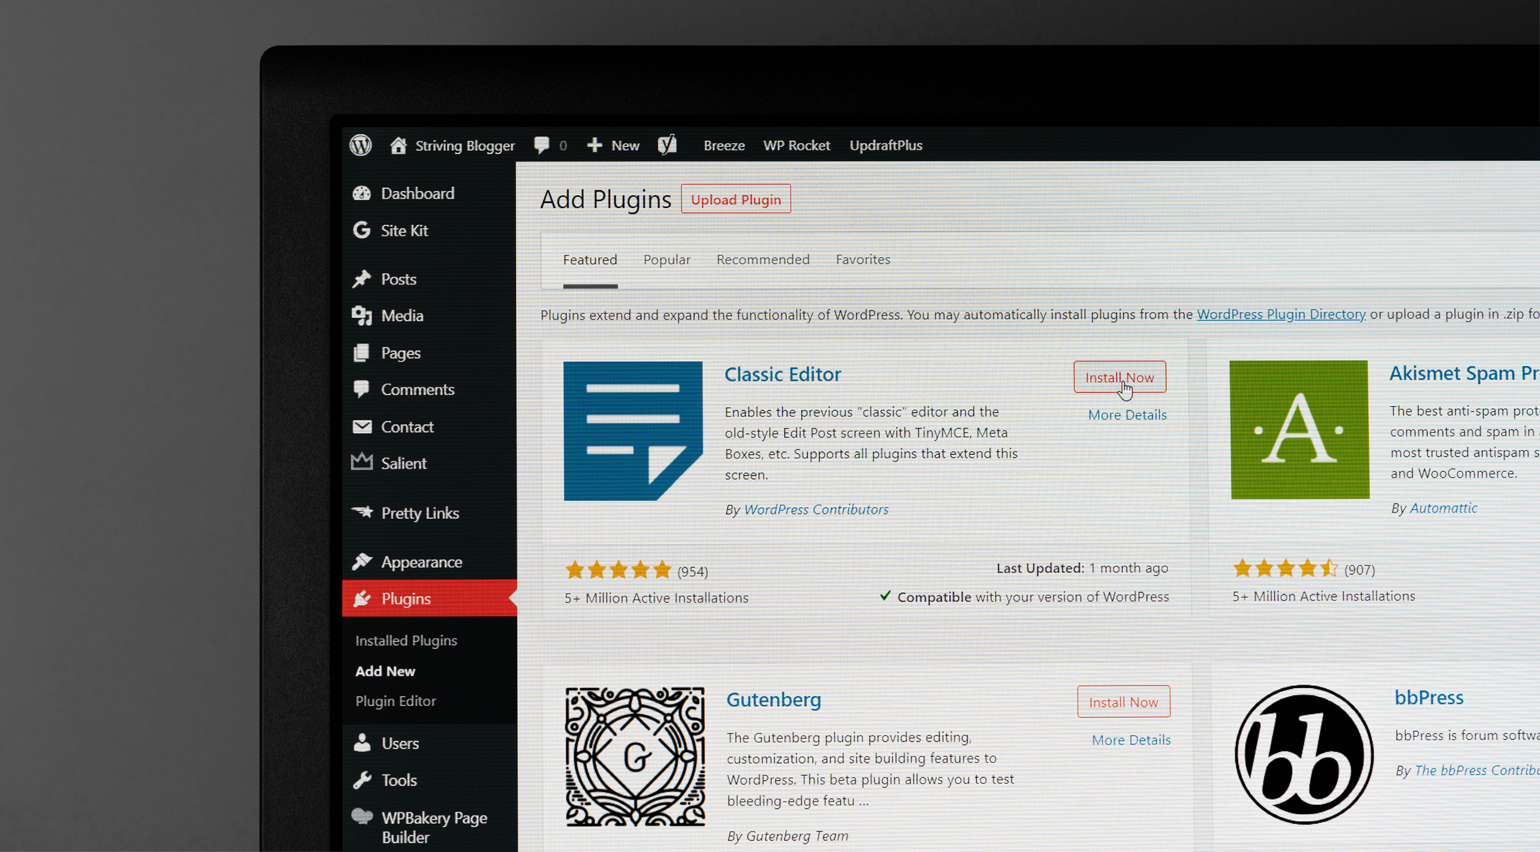 Striving Blogger 0 New Breeze WP Rocket UpdraftPlus
Dashboard
Site Kit
Posts
Media
Pages
Comments
Contact
Salient
Pretty Links
Appearance
Plugins
Installed Plugins
Add New
Plugin Editor
Users
Tools
WPBakery Page
Builder
Add Plugins Upload Plugin
Featured Popular Recommended Favorites
Plugins extend and expand the functionality of WordPress. You may automatically install plugins from the WordPress Plugin Directory or upload a plugin in .zip fo
Classic Editor
Install Now
More Details
Enables the previous "classic" editor and the
old-style Edit Post screen with TinyMCE, Meta
Boxes, etc. Supports all plugins that extend this
screen.
By WordPress Contributors
(954)
5+ Million Active Installations
Last Updated: 1 month ago
Compatible with your version of WordPress
A
Akismet Spam Pr
The best anti-spam prot
comments and spam in
most trusted antispam s
and WooCommerce.
By Automattic
(907)
5+ Million Active Installations
G
Gutenberg
Install Now
More Details
The Gutenberg plugin provides editing,
customization, and site building features to
WordPress. This beta plugin allows you to test
bleeding-edge featu ...
By Gutenberg Team
bb
bbPress
bbPress is forum softwa
By The bbPress Contribu